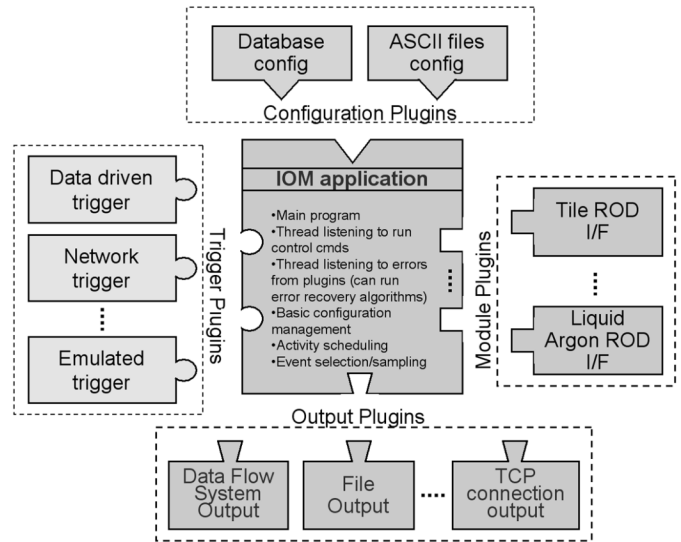 Database
config
ASCII files
config
Configuration Plugins
Data driven
trigger
Network
trigger
Emulated
trigger
Trigger Plugins
IOM application
•Main program
•Thread listening to run
control cmds
•Thread listening to errors
from plugins (can run
error recovery algorithms)
•Basic configuration
management
•Activity scheduling
•Event selection/sampling
Module Plugins
Tile ROD
I/F
Liquid
Argon ROD
I/F
Output Plugins
Data Flow
System
Output
File
Output
TCP
connection
output